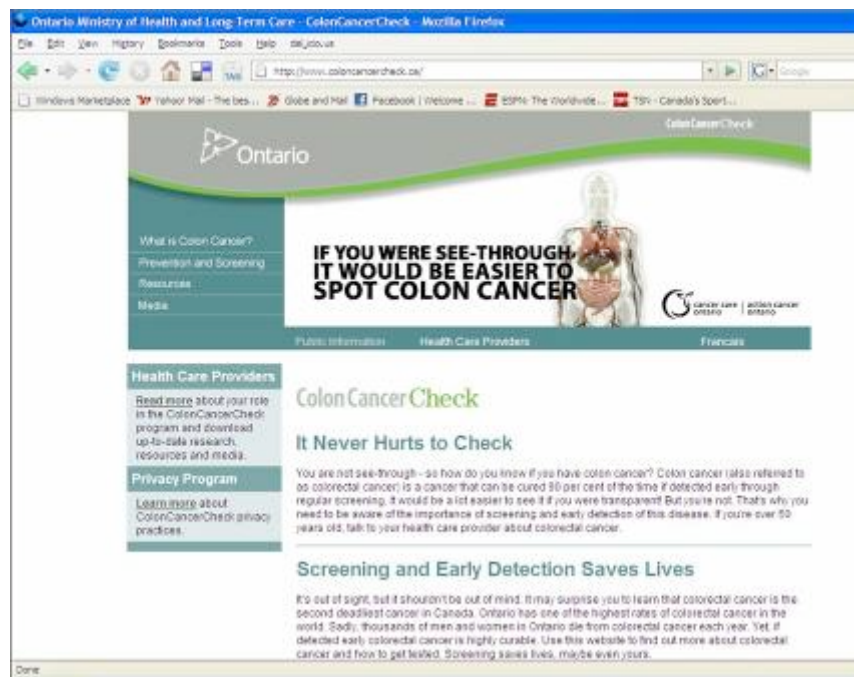 Ontario Ministry of Health and Long-Term Care - ColonCancerCheck - Mozilla Firefox
File Edit View History Bookmarks Tools Help del.icio.us
http://www.coloncancercheck.ca/
Windows Marketplace Yahoo! Mail - The bes... Globe and Mail Facebook | Welcome ... ESPN: The Worldwide... TSN - Canada's Sport...
ColonCancerCheck
Ontario
What is Colon Cancer?
Prevention and Screening
Resources
Media
IF YOU WERE SEE-THROUGH,
IT WOULD BE EASIER TO
SPOT COLON CANCER
cancer care | action cancer
ontario | ontario
Public Information Health Care Providers Francais
Health Care Providers
Read more about your role
in the ColonCancerCheck
program and download
up-to-date research,
resources and media.
Privacy Program
Learn more about
ColonCancerCheck privacy
practices.
ColonCancerCheck
It Never Hurts to Check
You are not see-through - so how do you know if you have colon cancer? Colon cancer (also referred to
as colorectal cancer) is a cancer that can be cured 90 per cent of the time if detected early through
regular screening. It would be a lot easier to see it if you were transparent! But you're not. That's why you
need to be aware of the importance of screening and early detection of this disease. If you're over 50
years old, talk to your health care provider about colorectal cancer.
Screening and Early Detection Saves Lives
It's out of sight, but it shouldn't be out of mind. It may surprise you to learn that colorectal cancer is the
second deadliest cancer in Canada. Ontario has one of the highest rates of colorectal cancer in the
world. Sadly, thousands of men and women in Ontario die from colorectal cancer each year. Yet, if
detected early colorectal cancer is highly curable. Use this website to find out more about colorectal
cancer and how to get tested. Screening saves lives, maybe even yours.
Done